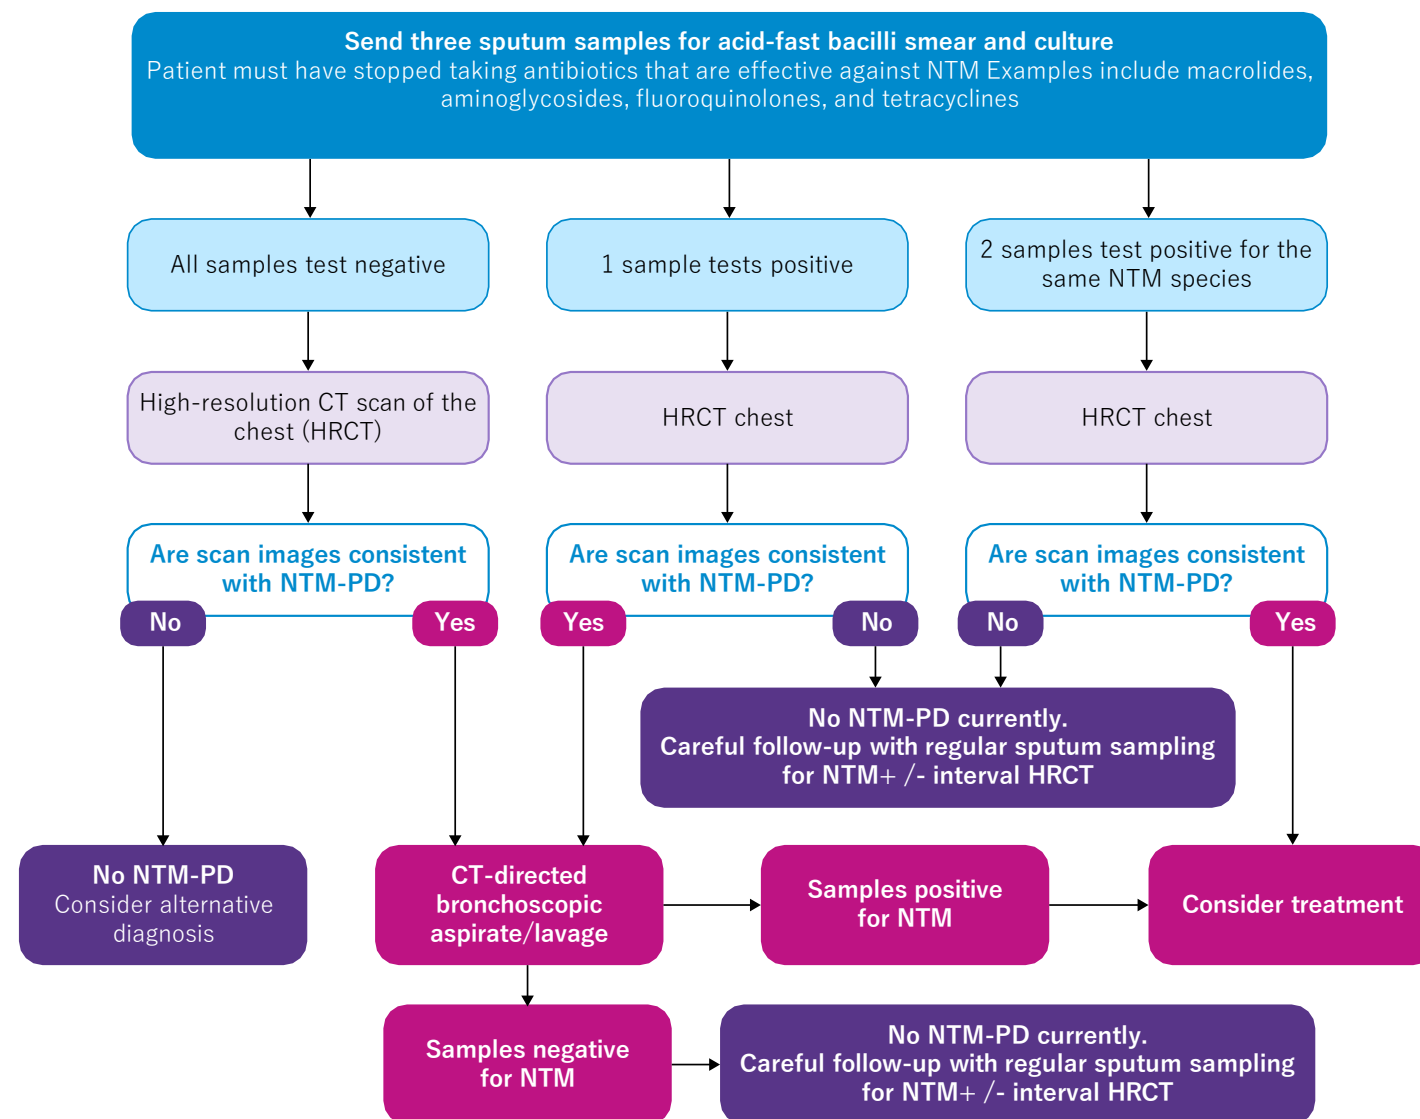 Send three sputum samples for acid-fast bacilli smear and culture
Patient must have stopped taking antibiotics that are effective against NTM Examples include macrolides,
aminoglycosides, fluoroquinolones, and tetracyclines
All samples test negative
1 sample tests positive
2 samples test positive for the
same NTM species
High-resolution CT scan of the
chest (HRCT)
HRCT chest
HRCT chest
Are scan images consistent
with NTM-PD?
Are scan images consistent
with NTM-PD?
Are scan images consistent
with NTM-PD?
No
Yes
Yes
No
No
Yes
No NTM-PD currently.
Careful follow-up with regular sputum sampling
for NTM+ /- interval HRCT
No NTM-PD
Consider alternative
diagnosis
CT-directed
bronchoscopic
aspirate/lavage
Samples positive
for NTM
Consider treatment
Samples negative
for NTM
No NTM-PD currently.
Careful follow-up with regular sputum sampling
for NTM+ /- interval HRCT